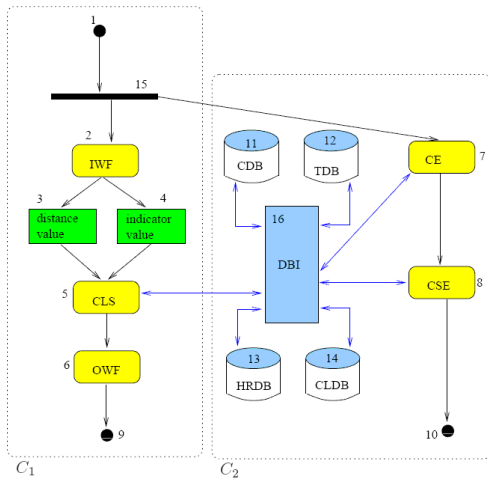 1
15
2
IWF
3
4
distance
value
indicator
value
5
CLS
6
OWF
9
C1
11
CDB
12
TDB
16
DBI
13
HRDB
14
CLDB
CE
7
CSE
8
10
C2